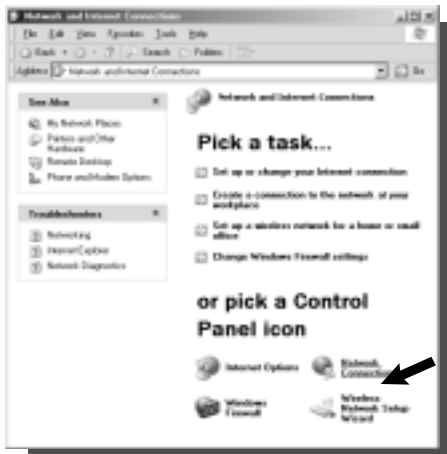 Network and Internet Connections
File Edit View Favorites Tools Help
Back Search Folders
Address Network and Internet Connections Go
See Also
My Network Places
Printers and Other
Hardware
Remote Desktop
Phone and Modem Options
Troubleshooters
Networking
Internet Explorer
Network Diagnostics
Network and Internet Connections
Pick a task...
Set up or change your Internet connection
Create a connection to the network at your
workplace
Set up a wireless network for a home or small
office
Change Windows Firewall settings
or pick a Control
Panel icon
Internet Options
Network
Connections
Windows
Firewall
Wireless
Network Setup
Wizard